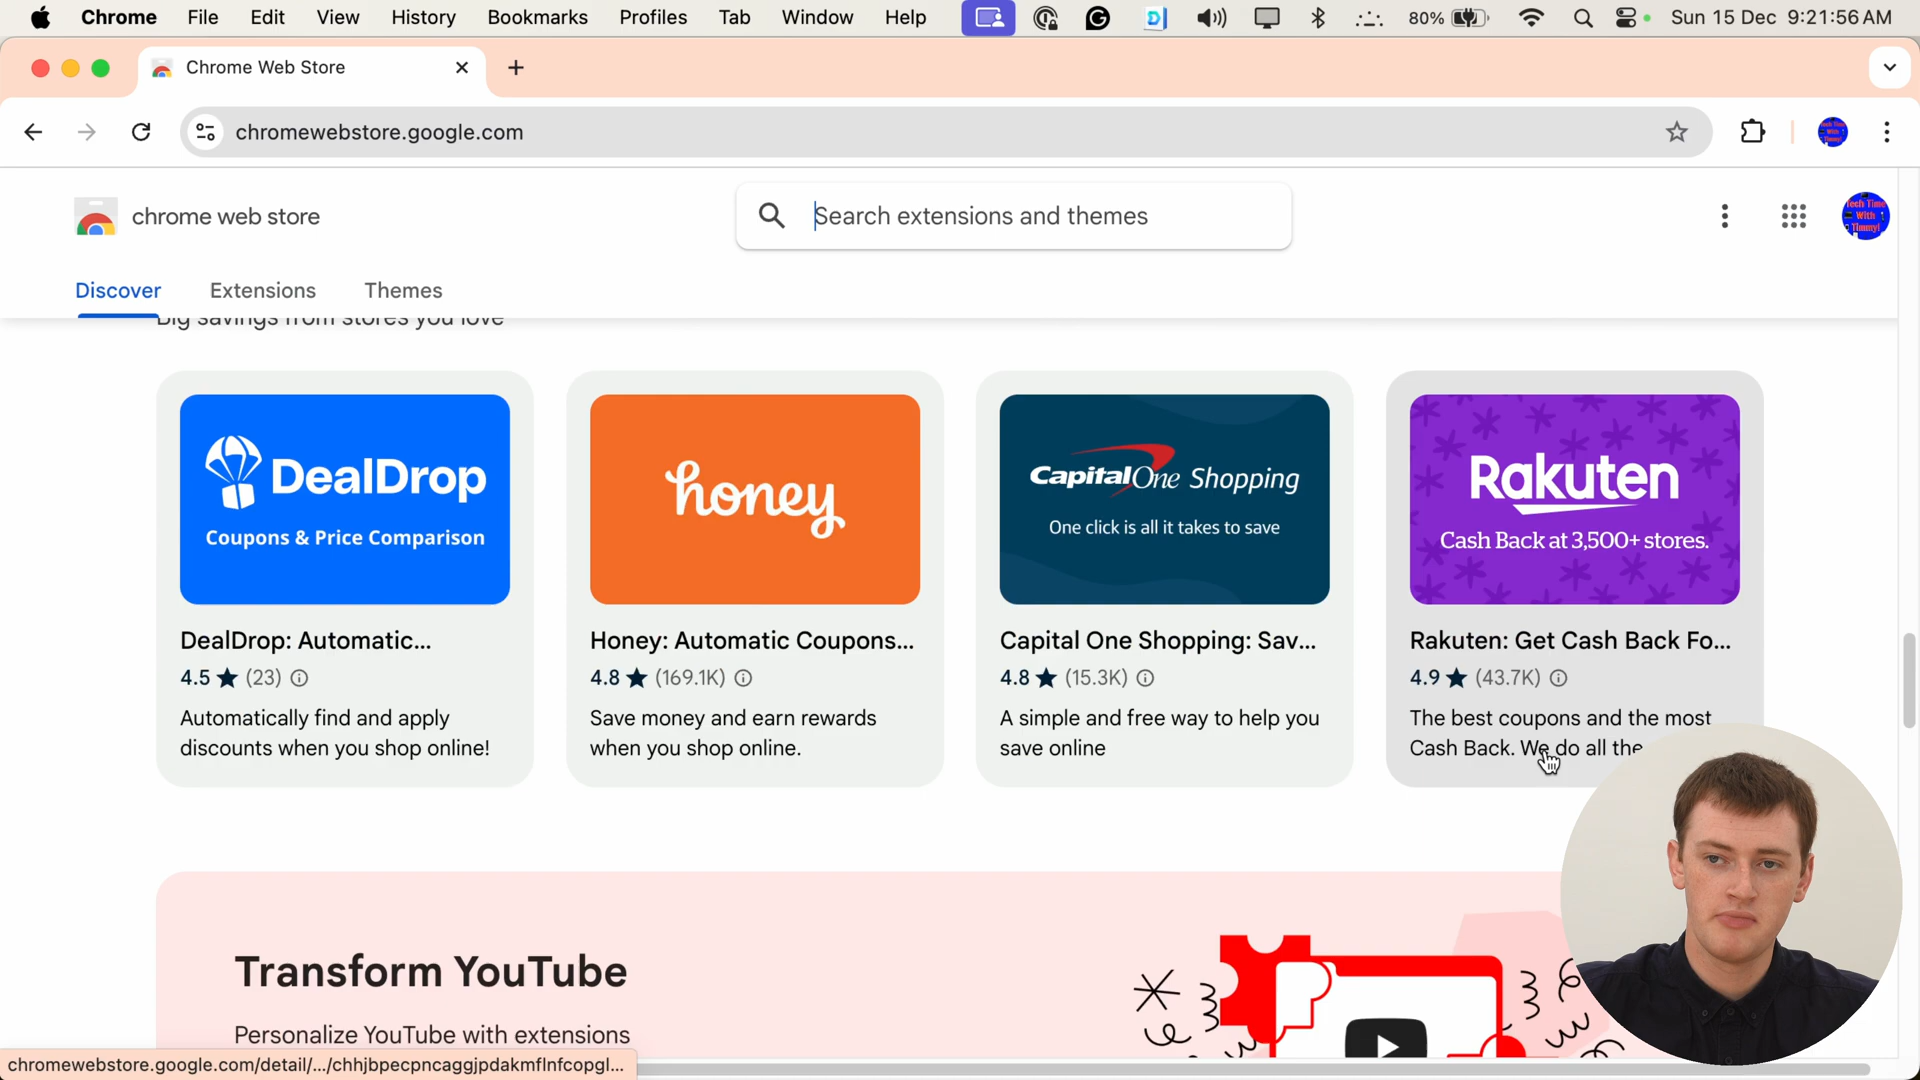 Chrome File Edit View History Bookmarks Profiles Tab Window Help 80% Sun 15 Dec 9:21:56 AM
Chrome Web Store
chromewebstore.google.com
chrome web store
Search extensions and themes
Tech Time
With
Timmy!
Discover Extensions Themes
Big savings from stores you love
DealDrop
Coupons & Price Comparison
DealDrop: Automatic...
4.5 ★ (23)
Automatically find and apply
discounts when you shop online!
honey
Honey: Automatic Coupons...
4.8 ★ (169.1K)
Save money and earn rewards
when you shop online.
CapitalOne Shopping
One click is all it takes to save
Capital One Shopping: Sav...
4.8 ★ (15.3K)
A simple and free way to help you
save online
Rakuten
Cash Back at 3,500+ stores.
Rakuten: Get Cash Back Fo...
4.9 ★ (43.7K)
The best coupons and the most
Cash Back. We do all the
Transform YouTube
Personalize YouTube with extensions
chromewebstore.google.com/detail/.../chhjbpecpncaggjpdakmflnfcopgl...